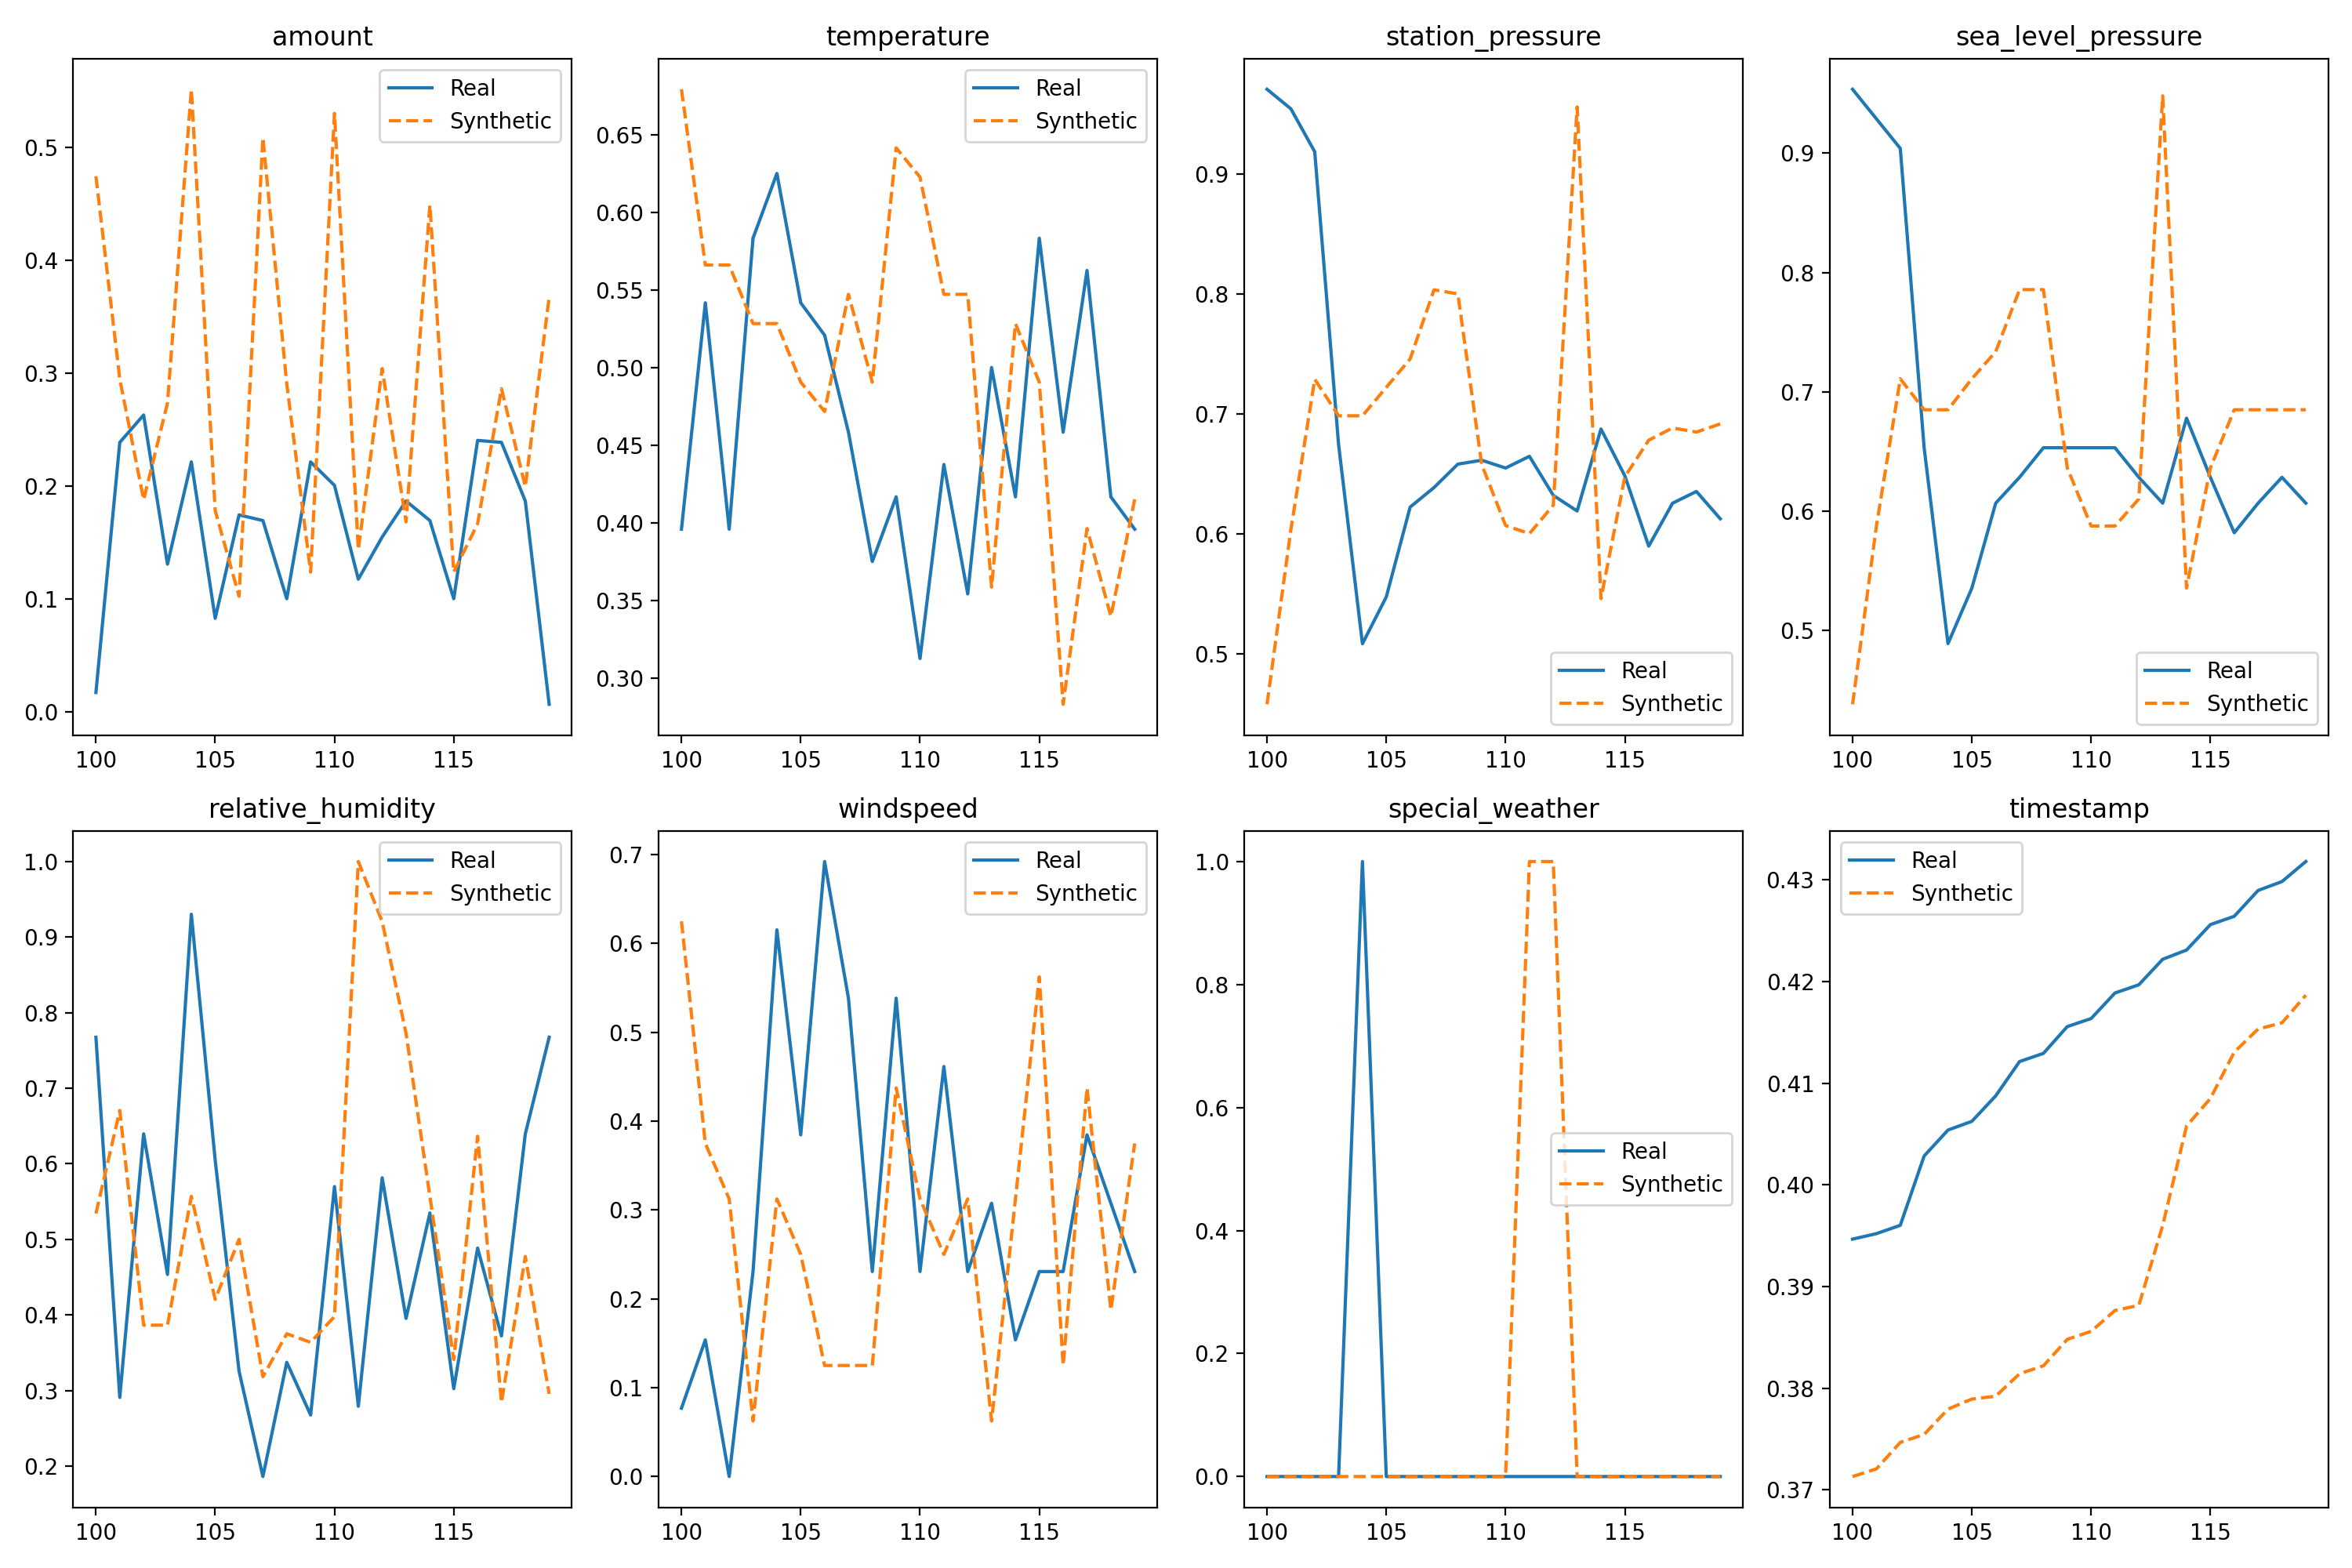 amount
Real
Synthetic
0.5
0.4
0.3
0.2
0.1
0.0
100 105 110 115
temperature
Real
Synthetic
0.65
0.60
0.55
0.50
0.45
0.40
0.35
0.30
100 105 110 115
station_pressure
0.9
0.8
0.7
0.6
0.5
Real
Synthetic
100 105 110 115
sea_level_pressure
0.9
0.8
0.7
0.6
0.5
Real
Synthetic
100 105 110 115
relative_humidity
Real
Synthetic
1.0
0.9
0.8
0.7
0.6
0.5
0.4
0.3
0.2
100 105 110 115
windspeed
Real
Synthetic
0.7
0.6
0.5
0.4
0.3
0.2
0.1
0.0
100 105 110 115
special_weather
1.0
0.8
0.6
0.4
0.2
0.0
Real
Synthetic
100 105 110 115
timestamp
Real
Synthetic
0.43
0.42
0.41
0.40
0.39
0.38
0.37
100 105 110 115